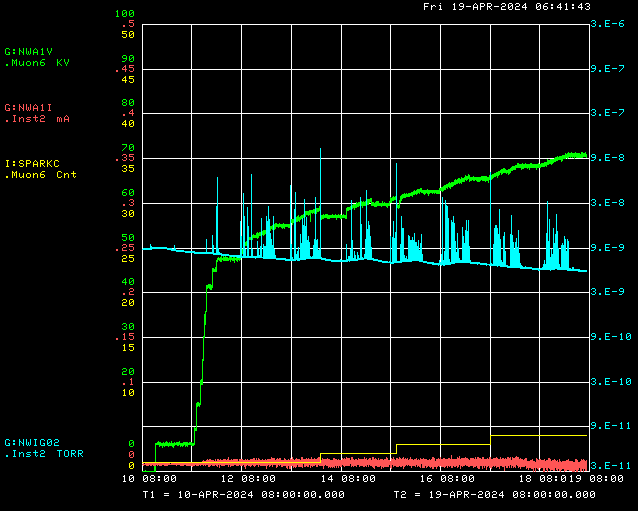 Fri 19-APR-2024 06:41:43
100 .5 50 3.E-6
G:NWA1V
.Muon6 KV
90 .45 45 9.E-7
G:NWA1I
.Inst2 mA
80 .4 40 3.E-7
I:SPARKC
.Muon6 Cnt
70 .35 35 9.E-8
60 .3 30 3.E-8
50 .25 25 9.E-9
40 .2 20 3.E-9
30 .15 15 9.E-10
20 .1 10 3.E-10
9.E-11
G:NWIG02
.Inst2 TORR
0 0 0 3.E-11
10 08:00 12 08:00 14 08:00 16 08:00 18 08:0 19 08:00
T1 = 10-APR-2024 08:00:00.000 T2 = 19-APR-2024 08:00:00.000